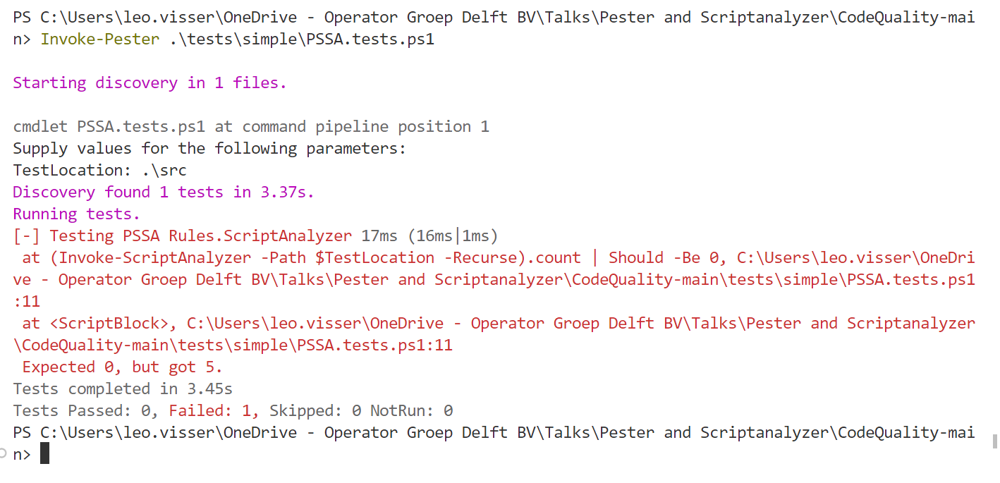 PS C:\Users\leo.visser\OneDrive - Operator Groep Delft BV\Talks\Pester and Scriptanalyzer\CodeQuality-mai
n> Invoke-Pester .\tests\simple\PSSA.tests.ps1
Starting discovery in 1 files.
cmdlet PSSA.tests.ps1 at command pipeline position 1
Supply values for the following parameters:
TestLocation: .\src
Discovery found 1 tests in 3.37s.
Running tests.
[-] Testing PSSA Rules.ScriptAnalyzer 17ms (16ms|1ms)
 at (Invoke-ScriptAnalyzer -Path $TestLocation -Recurse).count | Should -Be 0, C:\Users\leo.visser\OneDri
ve - Operator Groep Delft BV\Talks\Pester and Scriptanalyzer\CodeQuality-main\tests\simple\PSSA.tests.ps1
:11
 at <ScriptBlock>, C:\Users\leo.visser\OneDrive - Operator Groep Delft BV\Talks\Pester and Scriptanalyzer
\CodeQuality-main\tests\simple\PSSA.tests.ps1:11
 Expected 0, but got 5.
Tests completed in 3.45s
Tests Passed: 0, Failed: 1, Skipped: 0 NotRun: 0
PS C:\Users\leo.visser\OneDrive - Operator Groep Delft BV\Talks\Pester and Scriptanalyzer\CodeQuality-mai
n>